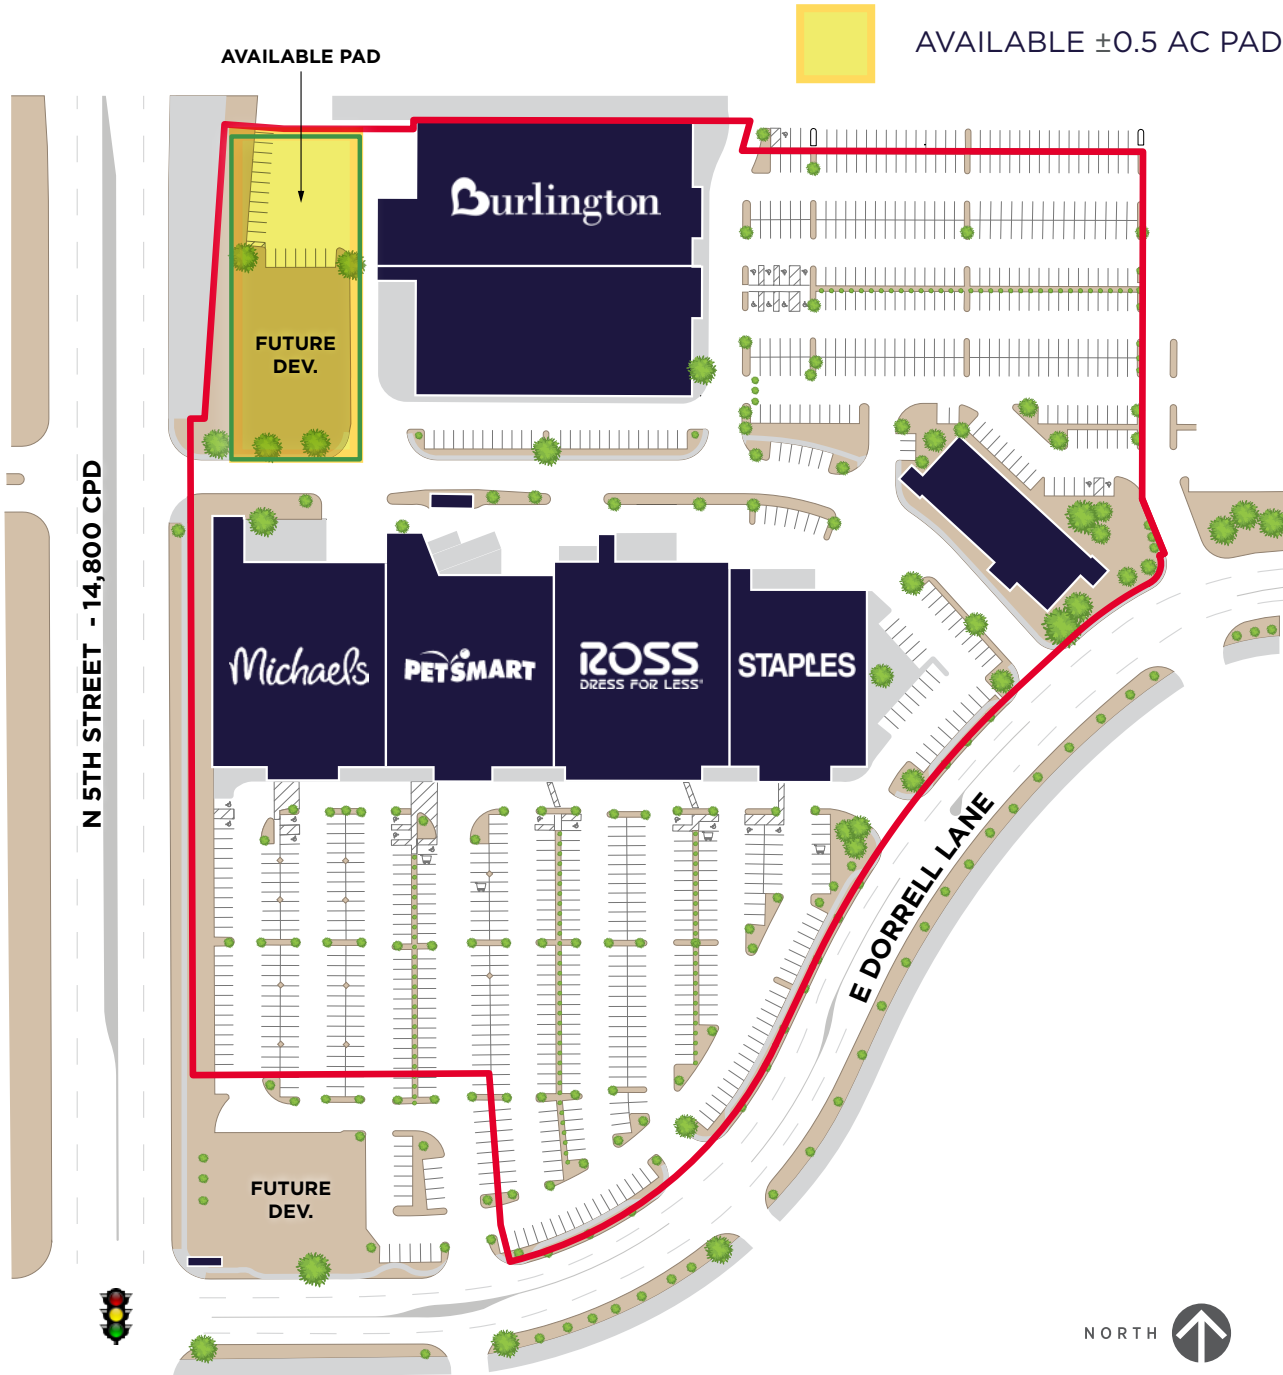 AVAILABLE ±0.5 AC PAD
AVAILABLE PAD
Burlington
FUTURE
DEV.
N 5TH STREET - 14,800 CPD
Michaels
PETSMART
ROSS
DRESS FOR LESS®
STAPLES
E DORRELL LANE
FUTURE
DEV.
NORTH